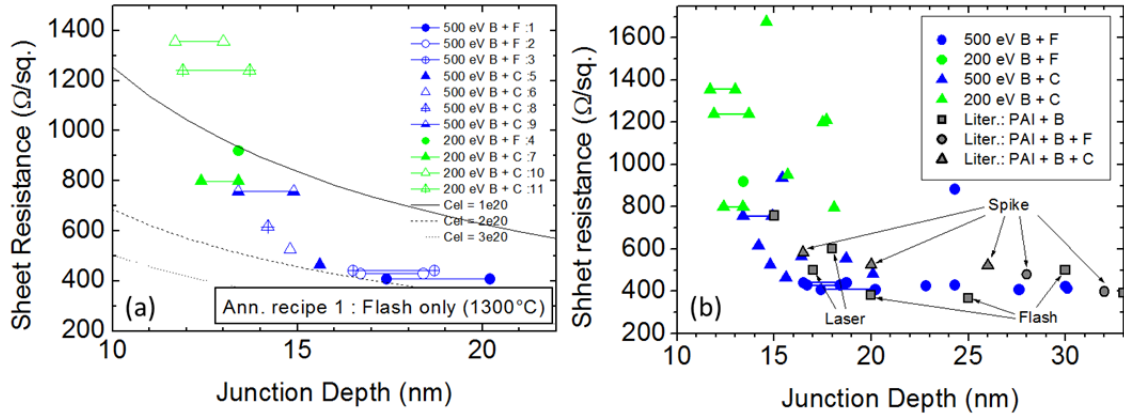 Sheet Resistance (Ω/sq.)
1400
1200
1000
800
600
400
200
10
15
20
Junction Depth (nm)
(a)
500 eV B + F :1
500 eV B + F :2
500 eV B + F :3
500 eV B + C :5
500 eV B + C :6
500 eV B + C :8
500 eV B + C :9
200 eV B + F :4
200 eV B + C :7
200 eV B + C :10
200 eV B + C :11
Cel = 1e20
Cel = 2e20
Cel = 3e20
Ann. recipe 1 : Flash only (1300°C)
Shheet resistance (Ω/sq.)
1600
1400
1200
1000
800
600
400
200
10
15
20
25
30
Junction Depth (nm)
(b)
500 eV B + F
200 eV B + F
500 eV B + C
200 eV B + C
Liter.: PAI + B
Liter.: PAI + B + F
Liter.: PAI + B + C
Spike
Laser
Flash